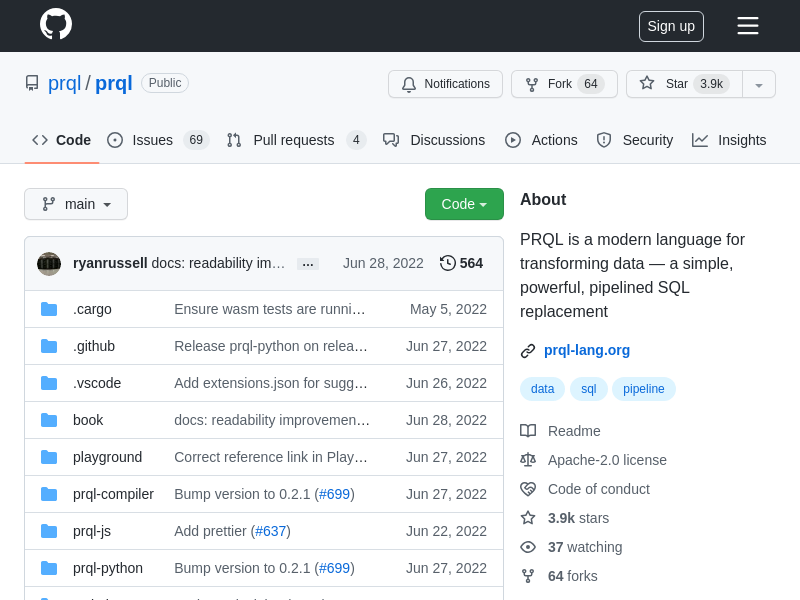 Sign up
prql / prql Public
Notifications Fork 64 Star 3.9k
Code Issues 69 Pull requests 4 Discussions Actions Security Insights
main Code
ryanrussell docs: readability im… ... Jun 28, 2022 564
.cargo Ensure wasm tests are runni… May 5, 2022
.github Release prql-python on relea… Jun 27, 2022
.vscode Add extensions.json for sugg… Jun 26, 2022
book docs: readability improvemen… Jun 28, 2022
playground Correct reference link in Play… Jun 27, 2022
prql-compiler Bump version to 0.2.1 (#699) Jun 27, 2022
prql-js Add prettier (#637) Jun 22, 2022
prql-python Bump version to 0.2.1 (#699) Jun 27, 2022
About
PRQL is a modern language for
transforming data — a simple,
powerful, pipelined SQL
replacement
prql-lang.org
data sql pipeline
Readme
Apache-2.0 license
Code of conduct
3.9k stars
37 watching
64 forks